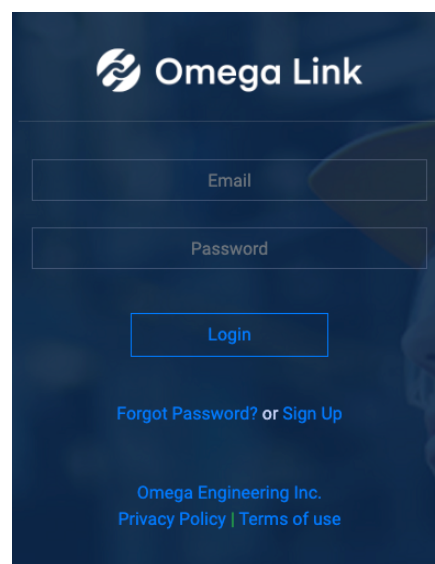 Omega Link
Email
Password
Login
Forgot Password? or Sign Up
Omega Engineering Inc.
Privacy Policy | Terms of use